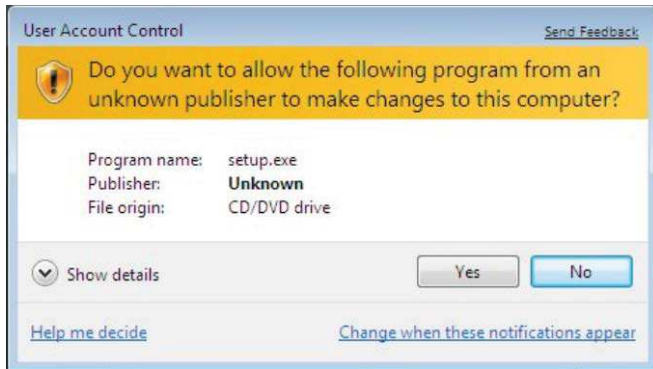 User Account Control
Send Feedback
Do you want to allow the following program from an
unknown publisher to make changes to this computer?
Program name: setup.exe
Publisher: Unknown
File origin: CD/DVD drive
Show details
Yes
No
Help me decide
Change when these notifications appear